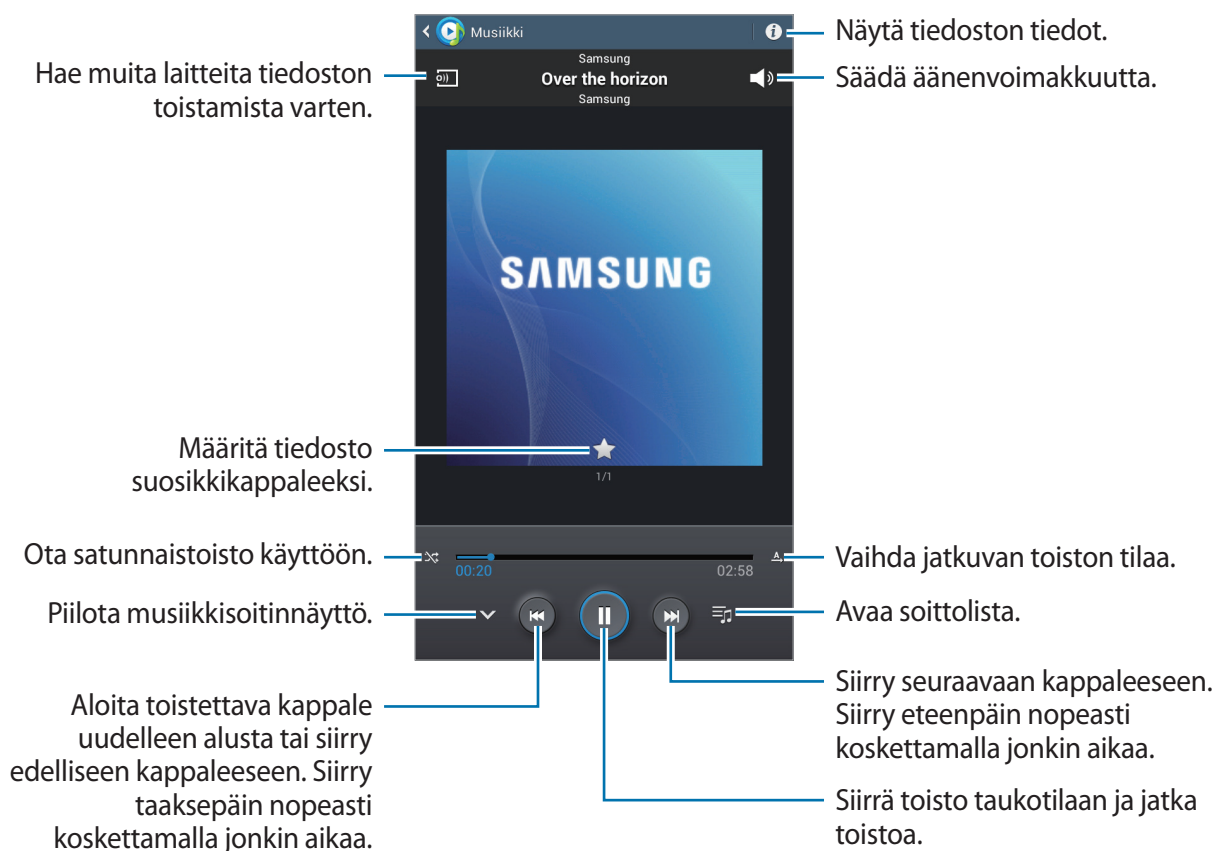 Musiikki
Näytä tiedoston tiedot.
Samsung
Over the horizon
Samsung
Hae muita laitteita tiedoston
toistamista varten.
Säädä äänenvoimakkuutta.
SAMSUNG
Määritä tiedosto
suosikkikappaleeksi.
1/1
Ota satunnaistoisto käyttöön.
00:20
02:58
A
Vaihda jatkuvan toiston tilaa.
Piilota musiikkisoitinnäyttö.
Avaa soittolista.
Aloita toistettava kappale
uudelleen alusta tai siirry
edelliseen kappaleeseen. Siirry
taaksepäin nopeasti
koskettamalla jonkin aikaa.
Siirry seuraavaan kappaleeseen.
Siirry eteenpäin nopeasti
koskettamalla jonkin aikaa.
Siirrä toisto taukotilaan ja jatka
toistoa.